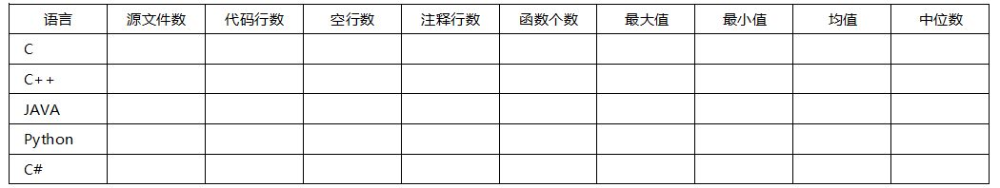 语言 源文件数 代码行数 空行数 注释行数 函数个数 最大值 最小值 均值 中位数
C
C++
JAVA
Python
C#